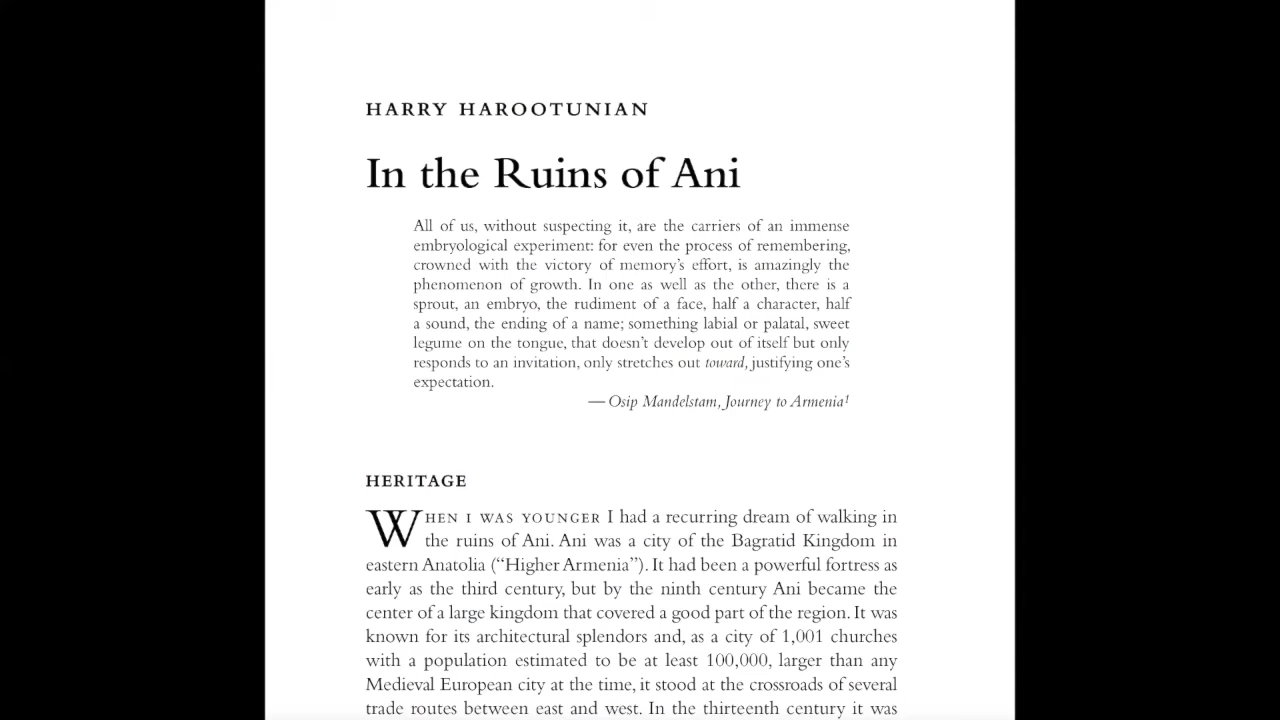 HARRY HAROOTUNIAN
In the Ruins of Ani
All of us, without suspecting it, are the carriers of an immense
embryological experiment: for even the process of remembering,
crowned with the victory of memory's effort, is amazingly the
phenomenon of growth. In one as well as the other, there is a
sprout, an embryo, the rudiment of a face, half a character, half
a sound, the ending of a name; something labial or palatal, sweet
legume on the tongue, that doesn't develop out of itself but only
responds to an invitation, only stretches out toward, justifying one's
expectation.
— Osip Mandelstam, Journey to Armenia¹
HERITAGE
WHEN I WAS YOUNGER I had a recurring dream of walking in
the ruins of Ani. Ani was a city of the Bagratid Kingdom in
eastern Anatolia (“Higher Armenia”). It had been a powerful fortress as
early as the third century, but by the ninth century Ani became the
center of a large kingdom that covered a good part of the region. It was
known for its architectural splendors and, as a city of 1,001 churches
with a population estimated to be at least 100,000, larger than any
Medieval European city at the time, it stood at the crossroads of several
trade routes between east and west. In the thirteenth century it was